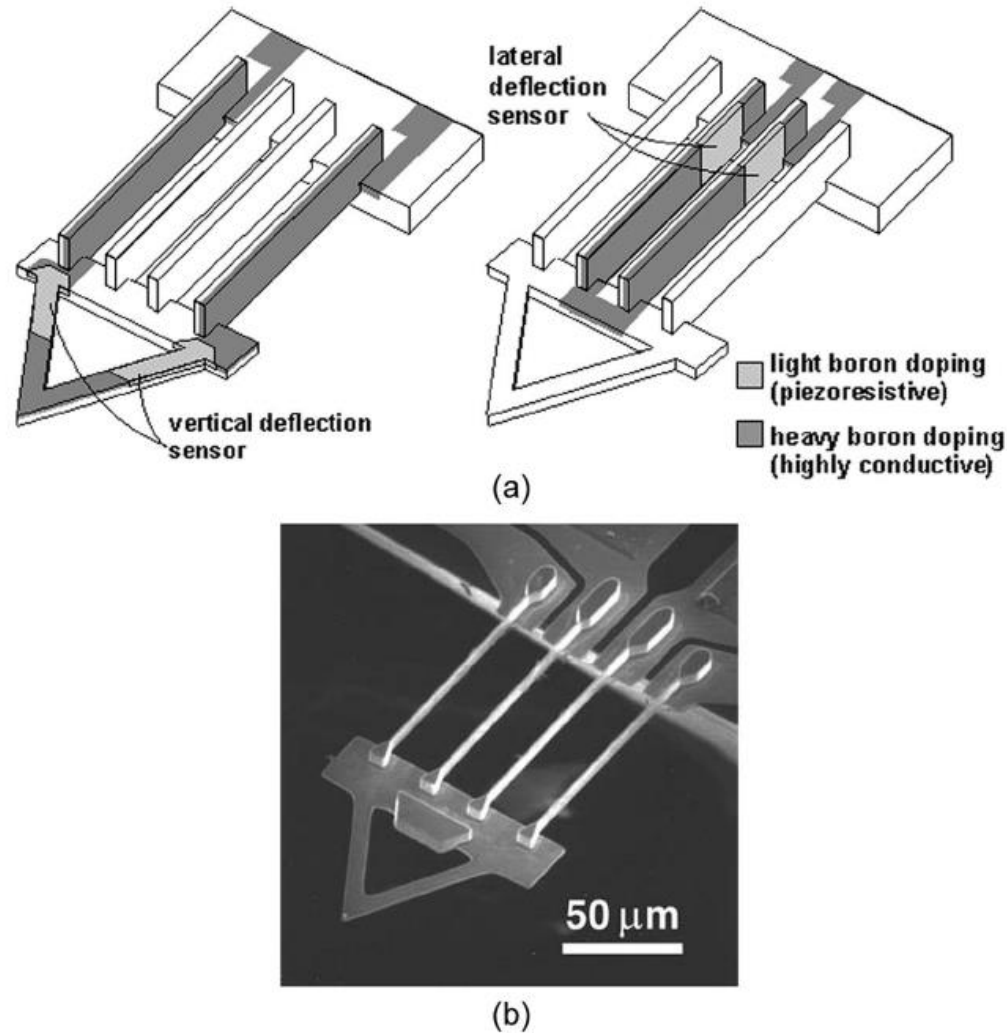 lateral
deflection
sensor
vertical deflection
sensor
light boron doping
(piezoresistive)
heavy boron doping
(highly conductive)
(a)
50 μm
(b)